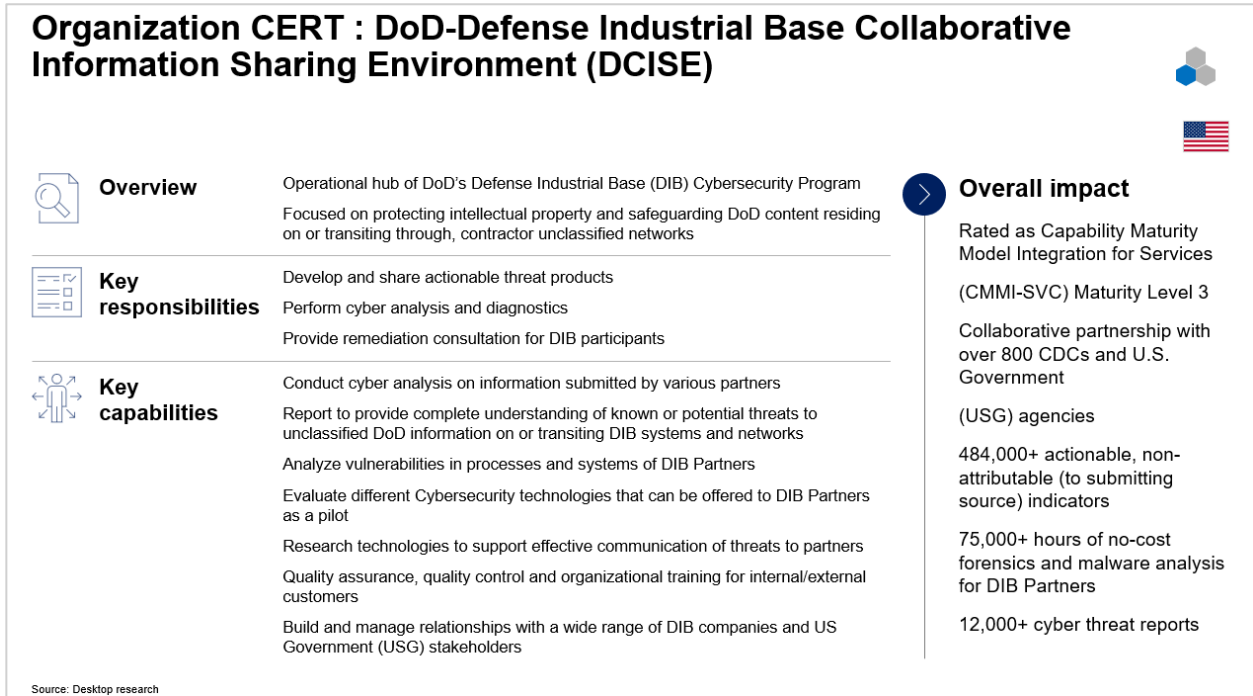 Organization CERT : DoD-Defense Industrial Base Collaborative
Information Sharing Environment (DCISE)
Overview
Operational hub of DoD's Defense Industrial Base (DIB) Cybersecurity Program
Focused on protecting intellectual property and safeguarding DoD content residing
on or transiting through, contractor unclassified networks
Key
responsibilities
Develop and share actionable threat products
Perform cyber analysis and diagnostics
Provide remediation consultation for DIB participants
Key
capabilities
Conduct cyber analysis on information submitted by various partners
Report to provide complete understanding of known or potential threats to
unclassified DoD information on or transiting DIB systems and networks
Analyze vulnerabilities in processes and systems of DIB Partners
Evaluate different Cybersecurity technologies that can be offered to DIB Partners
as a pilot
Research technologies to support effective communication of threats to partners
Quality assurance, quality control and organizational training for internal/external
customers
Build and manage relationships with a wide range of DIB companies and US
Government (USG) stakeholders
Overall impact
Rated as Capability Maturity
Model Integration for Services
(CMMI-SVC) Maturity Level 3
Collaborative partnership with
over 800 CDCs and U.S.
Government
(USG) agencies
484,000+ actionable, non-
attributable (to submitting
source) indicators
75,000+ hours of no-cost
forensics and malware analysis
for DIB Partners
12,000+ cyber threat reports
Source: Desktop research